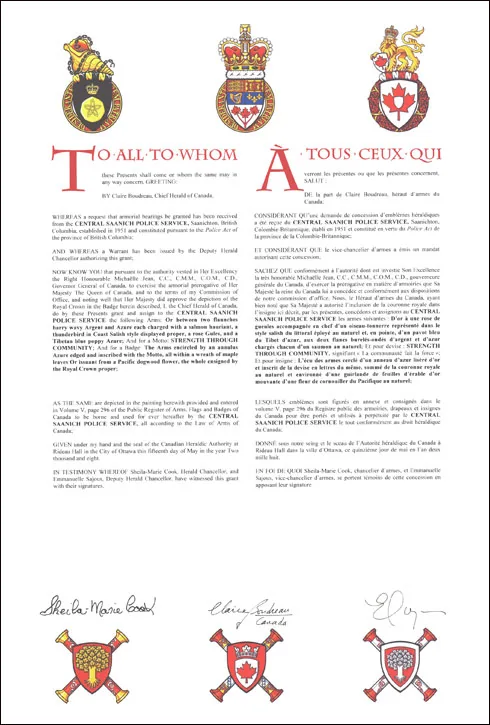 TO·ALL·TO·WHOM
these Presents shall come or whom the same may in
any way concern, GREETING:
BY Claire Boudreau, Chief Herald of Canada.
WHEREAS a request that armorial bearings be granted has been received
from the CENTRAL SAANICH POLICE SERVICE, Saanichton, British
Columbia, established in 1951 and constituted pursuant to the Police Act of
the province of British Columbia;
AND WHEREAS a Warrant has been issued by the Deputy Herald
Chancellor authorizing this grant;
NOW KNOW YOU that pursuant to the authority vested in Her Excellency
the Right Honourable Michaëlle Jean, C.C., C.M.M., C.O.M., C.D.,
Governor General of Canada, to exercise the armorial prerogative of Her
Majesty The Queen of Canada, and to the terms of my Commission of
Office, and noting well that Her Majesty did approve the depiction of the
Royal Crown in the Badge herein described, I, the Chief Herald of Canada,
do by these Presents grant and assign to the CENTRAL SAANICH
POLICE SERVICE the following Arms: Or between two flaunches
barry wavy Argent and Azure each charged with a salmon hauriant, a
thunderbird in Coast Salish style displayed proper, a rose Gules, and a
Tibetan blue poppy Azure; And for a Motto: STRENGTH THROUGH
COMMUNITY; And for a Badge: The Arms encircled by an annulus
Azure edged and inscribed with the Motto, all within a wreath of maple
leaves Or issuant from a Pacific dogwood flower, the whole ensigned by
the Royal Crown proper;
AS THE SAME are depicted in the painting herewith provided and entered
in Volume V, page 296 of the Public Register of Arms, Flags and Badges of
Canada to be borne and used for ever hereafter by the CENTRAL
SAANICH POLICE SERVICE, all according to the Law of Arms of
Canada;
GIVEN under my hand and the seal of the Canadian Heraldic Authority at
Rideau Hall in the City of Ottawa this fifteenth day of May in the year Two
thousand and eight.
IN TESTIMONY WHEREOF Sheila-Marie Cook, Herald Chancellor, and
Emmanuelle Sajous, Deputy Herald Chancellor, have witnessed this grant
with their signatures.
À·TOUS·CEUX·QUI
verront les présentes ou que les présentes concernent,
SALUT :
DE la part de Claire Boudreau, héraut d'armes du
Canada.
CONSIDÉRANT QU'une demande de concession d'emblèmes héraldiques
a été reçue du CENTRAL SAANICH POLICE SERVICE, Saanichton,
Colombie-Britannique, établi en 1951 et constitué en vertu du Police Act de
la province de la Colombie-Britannique;
ET CONSIDÉRANT QUE le vice-chancelier d'armes a émis un mandat
autorisant cette concession.
SACHEZ QUE conformément à l'autorité dont est investie Son Excellence
la très honorable Michaëlle Jean, C.C., C.M.M., C.O.M., C.D., gouverneure
générale du Canada, d'exercer la prérogative en matière d'armoiries que Sa
Majesté la reine du Canada lui a concédée et conformément aux dispositions
de notre commission d'office, Nous, le Héraut d'armes du Canada, ayant
bien noté que Sa Majesté a autorisé l'inclusion de la couronne royale dans
l'insigne ici décrit, par les présentes, concédons et assignons au CENTRAL
SAANICH POLICE SERVICE les armes suivantes : D'or à une rose de
gueules accompagnée en chef d'un oiseau-tonnerre représenté dans le
style salish du littoral éployé au naturel, et, en pointe, d'un pavot bleu
du Tibet d'azur, aux deux flancs burelés-ondés d'argent et d'azur
chargés chacun d'un saumon au naturel; Et pour devise : STRENGTH
THROUGH COMMUNITY, signifiant « La communauté fait la force »;
Et pour insigne : L'écu des armes cerclé d'un anneau d'azur liséré d'or
et inscrit de la devise en lettres du même, sommé de la couronne royale
au naturel et environné d'une guirlande de feuilles d'érable d'or
mouvante d'une fleur de cornouiller du Pacifique au naturel;
LESQUELS emblèmes sont figurés en annexe et consignés dans le
volume V, page 296 du Registre public des armoiries, drapeaux et insignes
du Canada pour être portés et utilisés à perpétuité par le CENTRAL
SAANICH POLICE SERVICE le tout conformément au droit héraldique
du Canada.
DONNÉ sous notre seing et le sceau de l'Autorité héraldique du Canada à
Rideau Hall dans la ville d'Ottawa, ce quinzième jour de mai en l'an deux
mille huit.
EN FOI DE QUOI Sheila-Marie Cook, chancelier d'armes, et Emmanuelle
Sajous, vice-chancelier d'armes, se portent témoins de cette concession en
apposant leur signature
Sheila Marie Cook
Claire Boudreau
of Canada